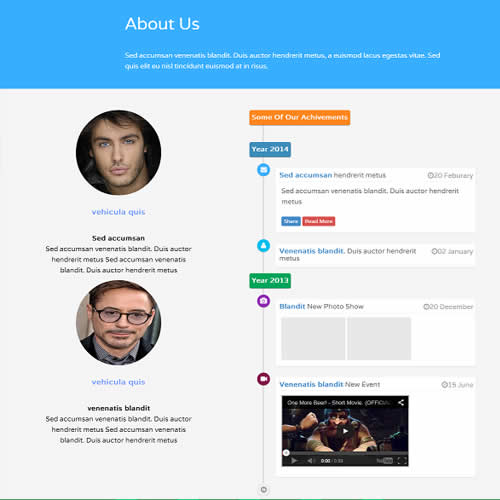 About Us
Sed accumsan venenatis blandit. Duis auctor hendrerit metus, a euismod lacus egestas vitae. Sed
quis elit eu nisl tincidunt euismod at in risus.
vehicula quis
Sed accumsan
Sed accumsan venenatis blandit. Duis auctor
hendrerit metus Sed accumsan venenatis
blandit. Duis auctor hendrerit metus
vehicula quis
venenatis blandit
Sed accumsan venenatis blandit. Duis auctor
hendrerit metus Sed accumsan venenatis
blandit. Duis auctor hendrerit metus
Some Of Our Achivements
Year 2014
Sed accumsan hendrerit metus
20 Feburary
Sed accumsan venenatis blandit. Duis auctor hendrerit
metus.
Share Read More
Venenatis blandit. Duis auctor hendrerit
metus
02 January
Year 2013
Blandit New Photo Show
20 December
Venenatis blandit New Event
15 June
One More Beer! - Short Movie. (OFFICIAL
0:00 / 0:33
YouTube